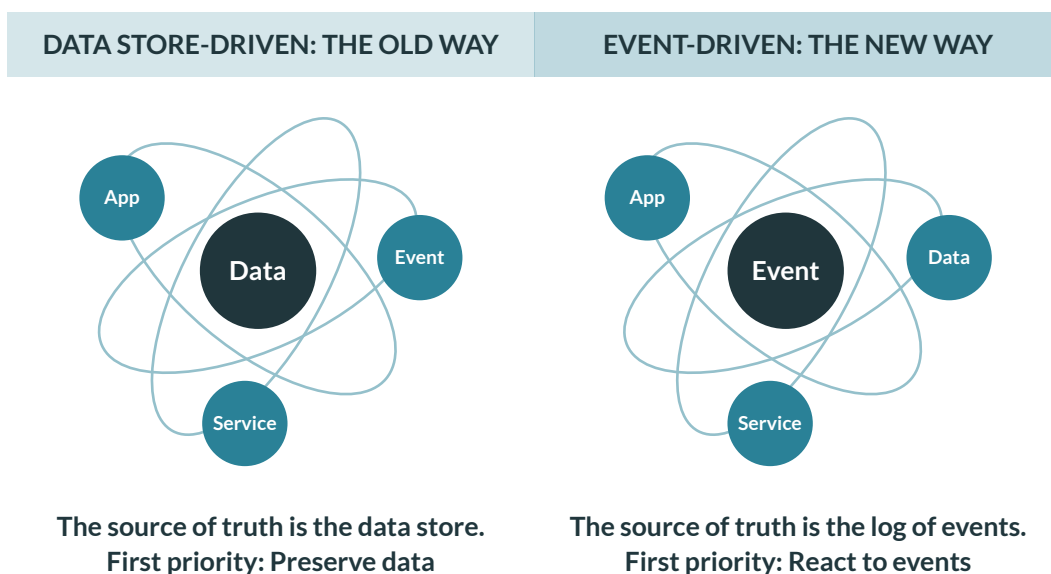 DATA STORE-DRIVEN: THE OLD WAY
App
Data
Event
Service
The source of truth is the data store.
First priority: Preserve data
EVENT-DRIVEN: THE NEW WAY
App
Event
Data
Service
The source of truth is the log of events.
First priority: React to events